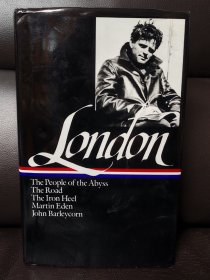 London
The People of the Abyss
The Road
The Iron Heel
Martin Eden
John Barleycorn